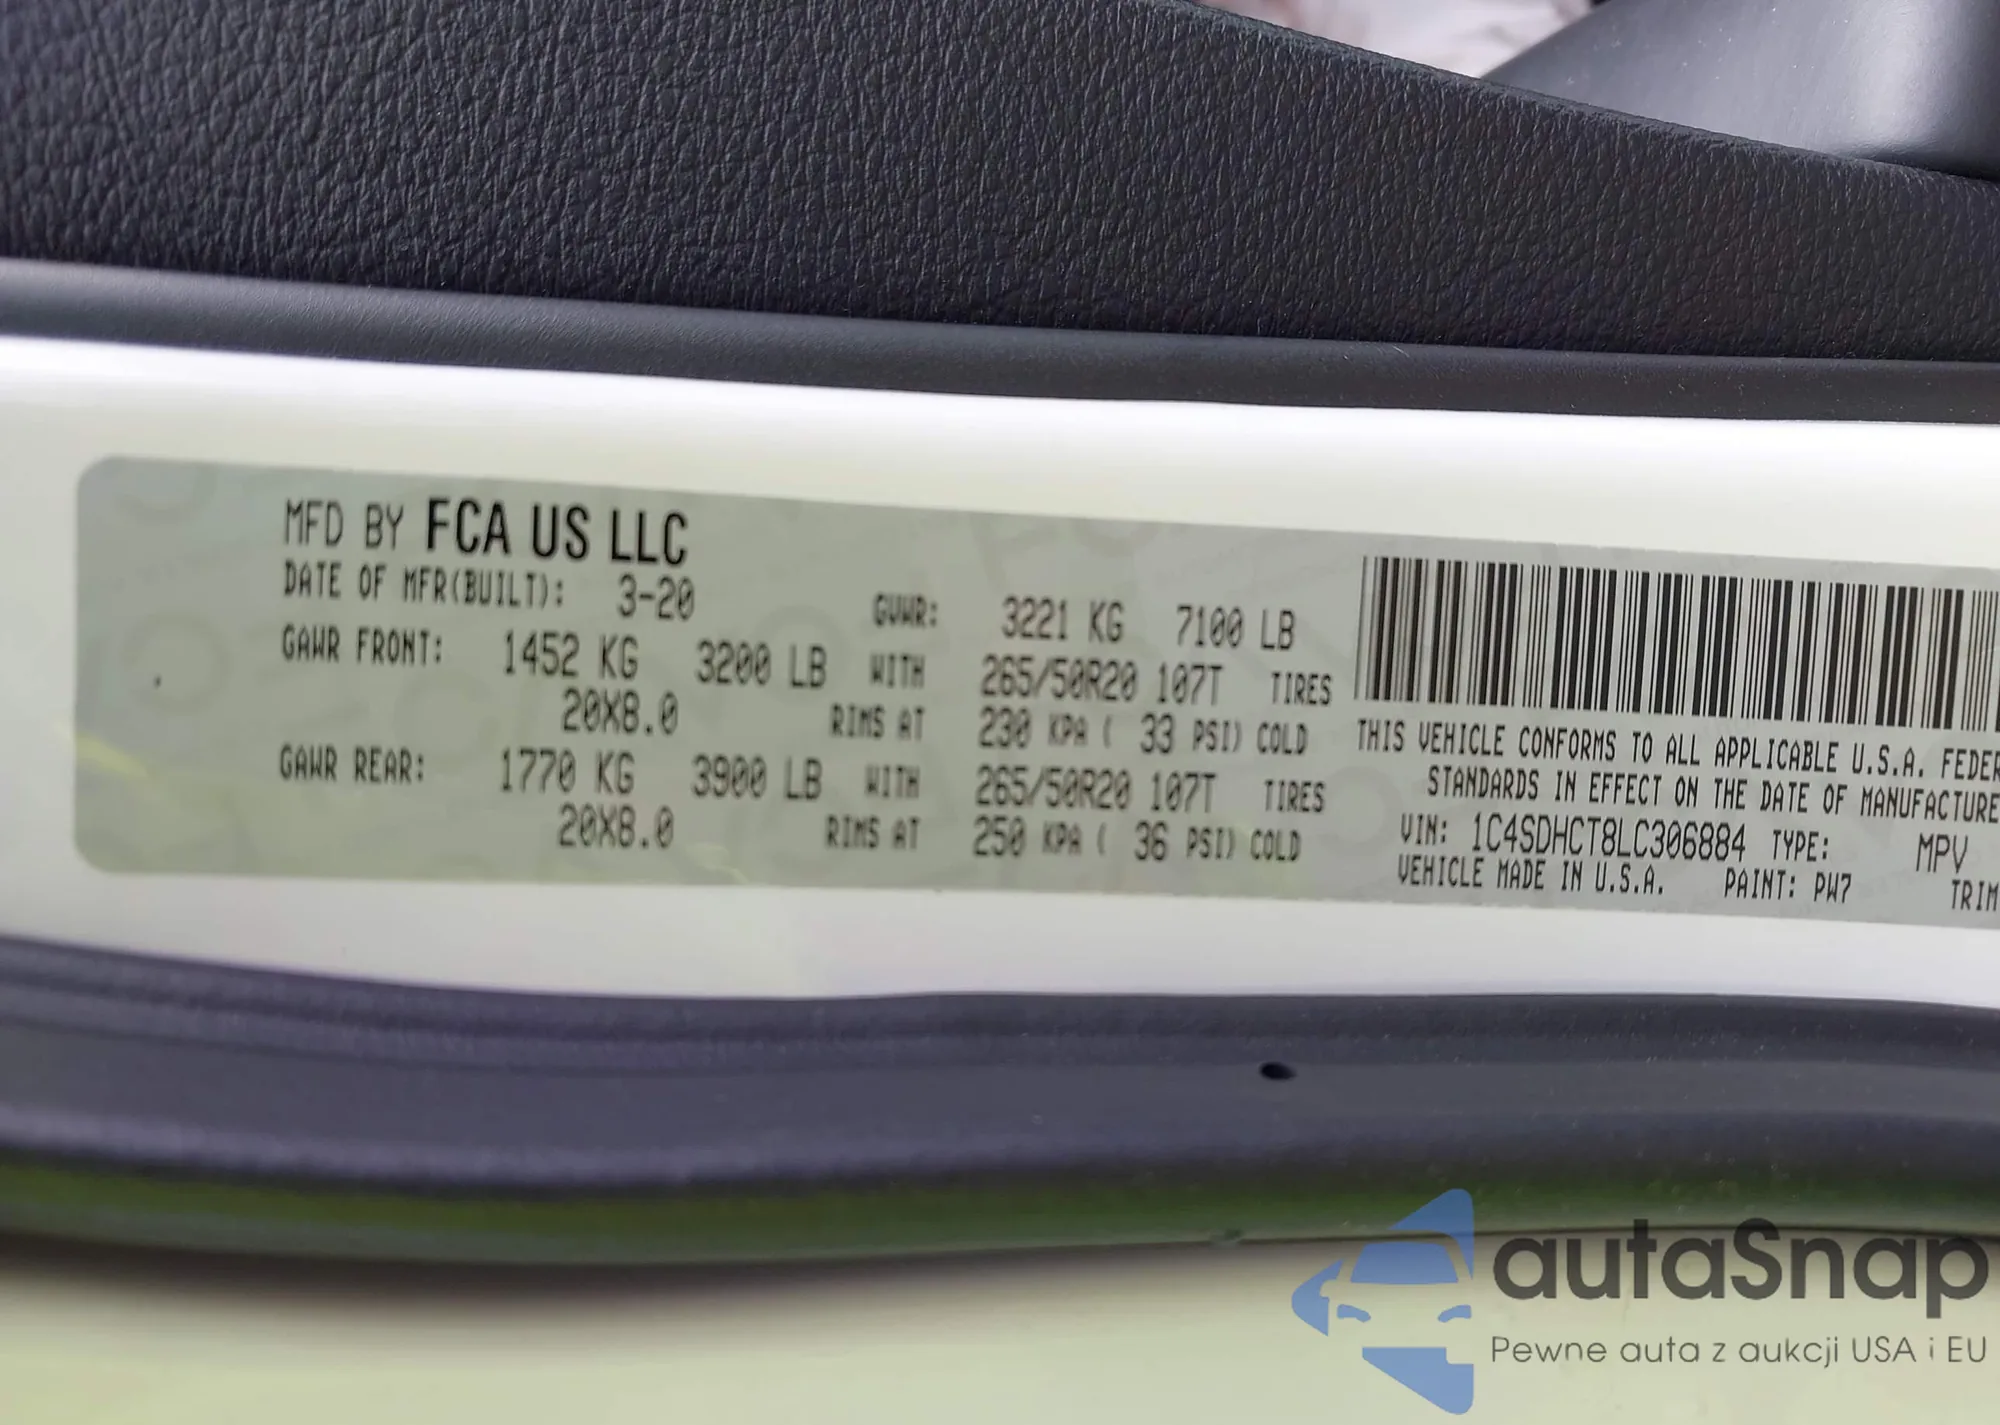 MFD BY FCA US LLC
DATE OF MFR(BUILT): 3-20 GVWR: 3221 KG 7100 LB
GAWR FRONT: 1452 KG 3200 LB WITH 265/50R20 107T TIRES
20X8.0 RIMS AT 230 KPA ( 33 PSI) COLD
GAWR REAR: 1770 KG 3900 LB WITH 265/50R20 107T TIRES
20X8.0 RIMS AT 250 KPA ( 36 PSI) COLD
THIS VEHICLE CONFORMS TO ALL APPLICABLE U.S.A. FEDER
STANDARDS IN EFFECT ON THE DATE OF MANUFACTURE
VIN: 1C4SDHCT8LC306884 TYPE: MPV
VEHICLE MADE IN U.S.A. PAINT: PW7 TRIM
autaSnap
Pewne auta z aukcji USA i EU